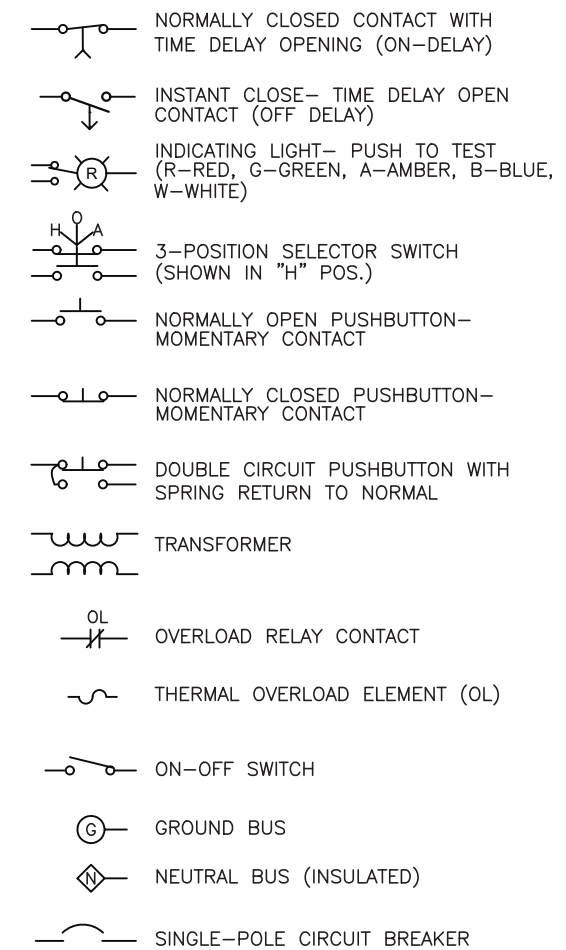 NORMALLY CLOSED CONTACT WITH
TIME DELAY OPENING (ON-DELAY)
INSTANT CLOSE- TIME DELAY OPEN
CONTACT (OFF DELAY)
R
INDICATING LIGHT- PUSH TO TEST
(R-RED, G-GREEN, A-AMBER, B-BLUE,
W-WHITE)
O
H A
3-POSITION SELECTOR SWITCH
(SHOWN IN "H" POS.)
NORMALLY OPEN PUSHBUTTON-
MOMENTARY CONTACT
NORMALLY CLOSED PUSHBUTTON-
MOMENTARY CONTACT
DOUBLE CIRCUIT PUSHBUTTON WITH
SPRING RETURN TO NORMAL
TRANSFORMER
OL
OVERLOAD RELAY CONTACT
THERMAL OVERLOAD ELEMENT (OL)
ON-OFF SWITCH
G GROUND BUS
N NEUTRAL BUS (INSULATED)
SINGLE-POLE CIRCUIT BREAKER